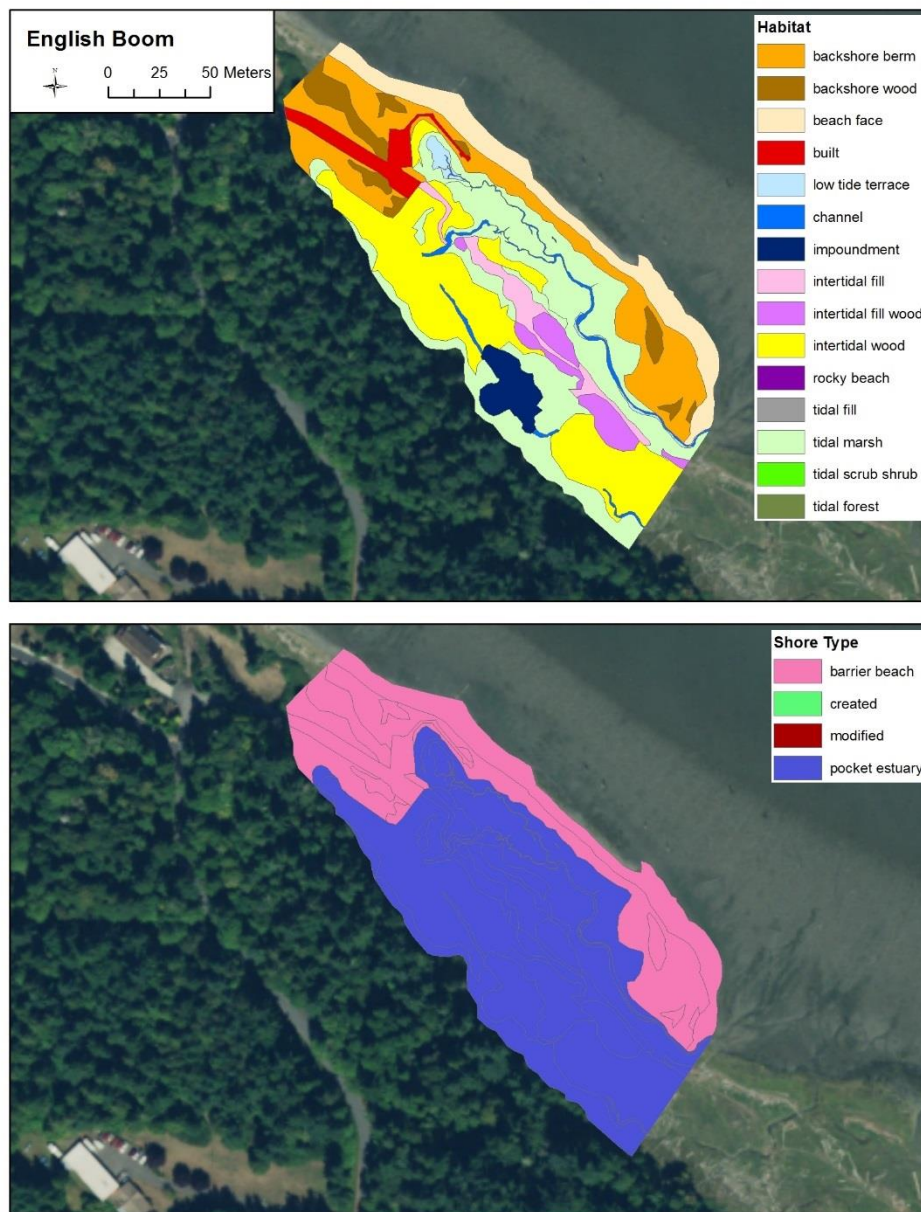 English Boom
N
0 25 50 Meters
Habitat
backshore berm
backshore wood
beach face
built
low tide terrace
channel
impoundment
intertidal fill
intertidal fill wood
intertidal wood
rocky beach
tidal fill
tidal marsh
tidal scrub shrub
tidal forest
Shore Type
barrier beach
created
modified
pocket estuary